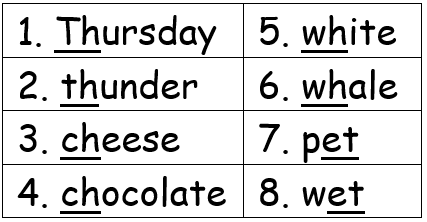 1. Thursday
2. thunder
3. cheese
4. chocolate
5. white
6. whale
7. pet
8. wet